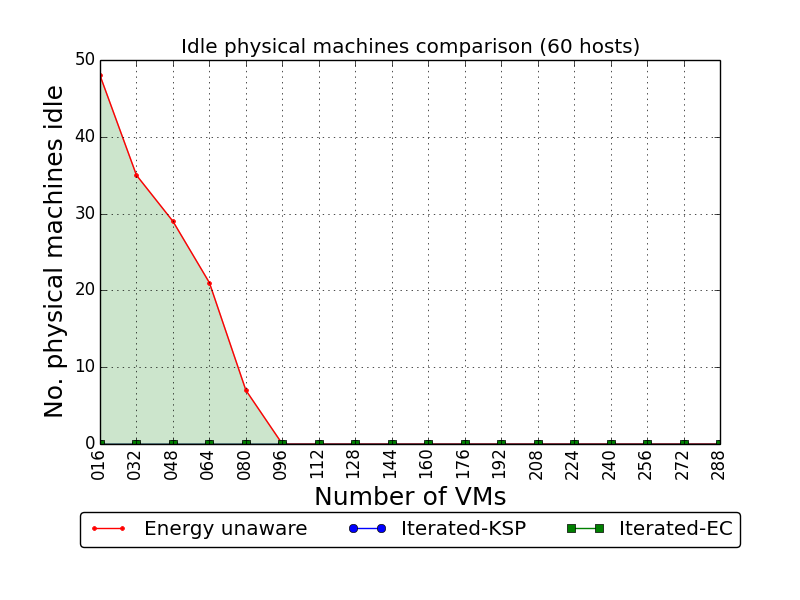 Idle physical machines comparison (60 hosts)
50
40
30
20
10
0
No. physical machines idle
016 032 048 064 080 096 112 128 144 160 176 192 208 224 240 256 272 288
Number of VMs
Energy unaware Iterated-KSP Iterated-EC